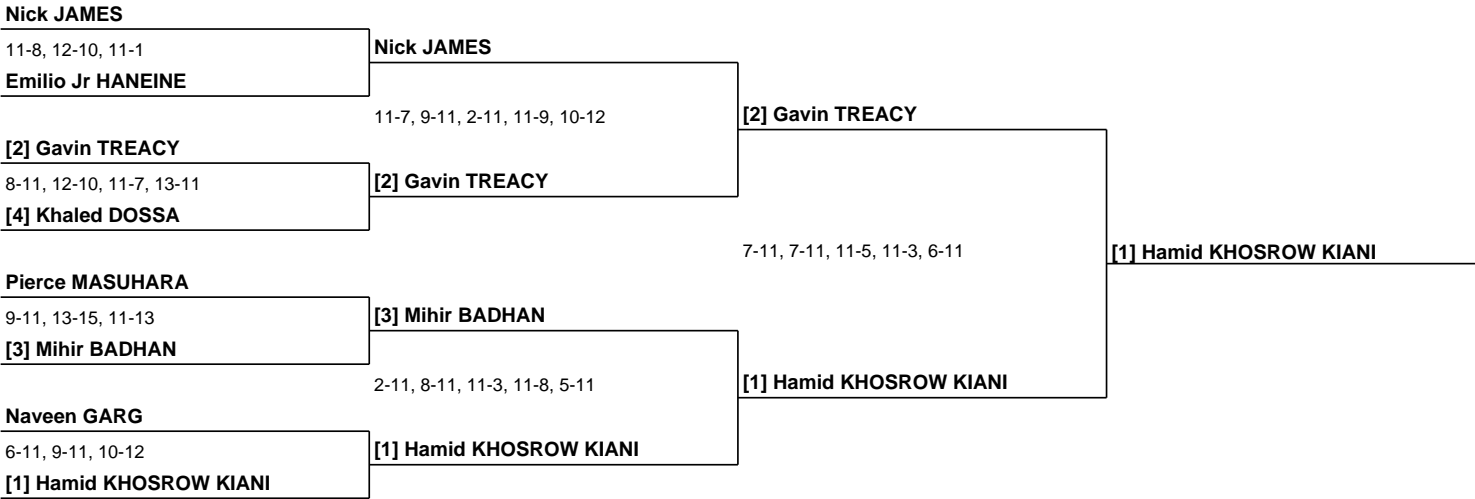 Nick JAMES
11-8, 12-10, 11-1
Emilio Jr HANEINE
Nick JAMES
11-7, 9-11, 2-11, 11-9, 10-12
[2] Gavin TREACY
[2] Gavin TREACY
8-11, 12-10, 11-7, 13-11
[4] Khaled DOSSA
[2] Gavin TREACY
7-11, 7-11, 11-5, 11-3, 6-11
[1] Hamid KHOSROW KIANI
Pierce MASUHARA
9-11, 13-15, 11-13
[3] Mihir BADHAN
[3] Mihir BADHAN
2-11, 8-11, 11-3, 11-8, 5-11
[1] Hamid KHOSROW KIANI
Naveen GARG
6-11, 9-11, 10-12
[1] Hamid KHOSROW KIANI
[1] Hamid KHOSROW KIANI